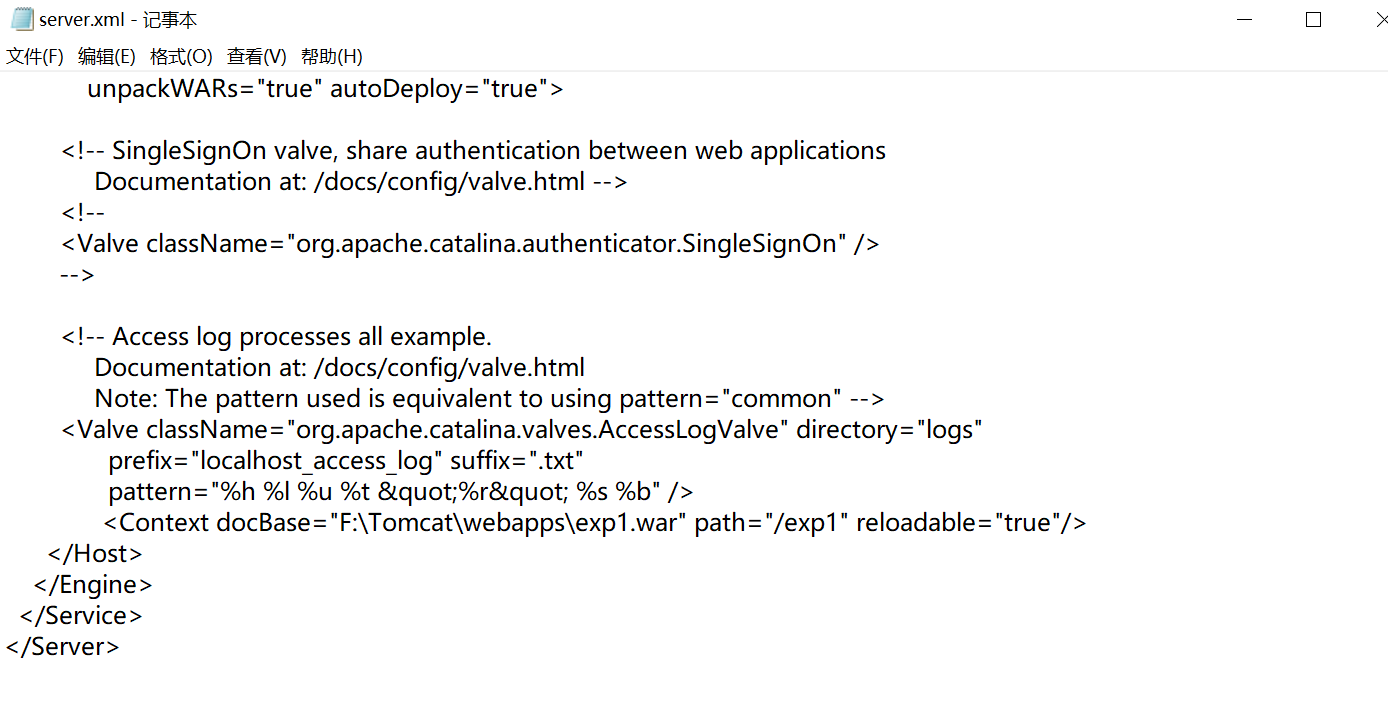 server.xml - 记事本
文件(F) 编辑(E) 格式(O) 查看(V) 帮助(H)
unpackWARs="true" autoDeploy="true">
<!-- SingleSignOn valve, share authentication between web applications
Documentation at: /docs/config/valve.html -->
<!--
<Valve className="org.apache.catalina.authenticator.SingleSignOn" />
-->
<!-- Access log processes all example.
Documentation at: /docs/config/valve.html
Note: The pattern used is equivalent to using pattern="common" -->
<Valve className="org.apache.catalina.valves.AccessLogValve" directory="logs"
prefix="localhost_access_log" suffix=".txt"
pattern="%h %l %u %t &quot;%r&quot; %s %b" />
<Context docBase="F:\Tomcat\webapps\exp1.war" path="/exp1" reloadable="true"/>
</Host>
</Engine>
</Service>
</Server>